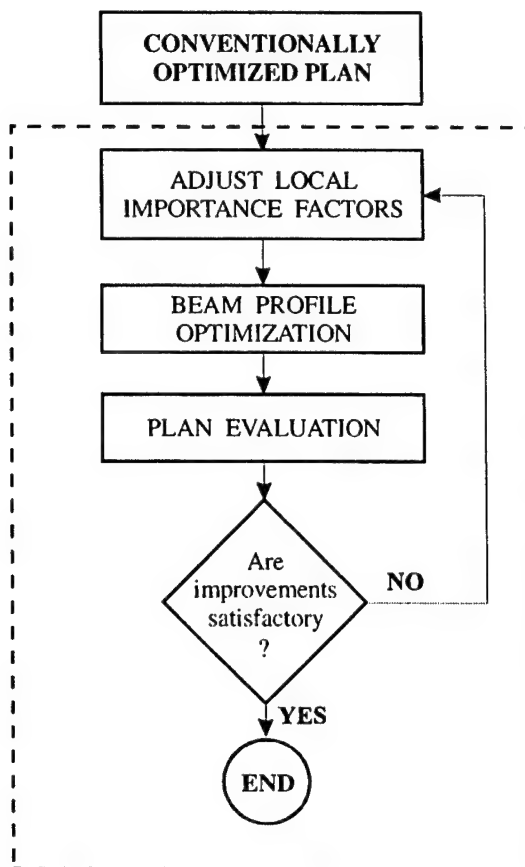 CONVENTIONALLY
OPTIMIZED PLAN
ADJUST LOCAL
IMPORTANCE FACTORS
BEAM PROFILE
OPTIMIZATION
PLAN EVALUATION
Are
improvements
satisfactory
?
NO
YES
END